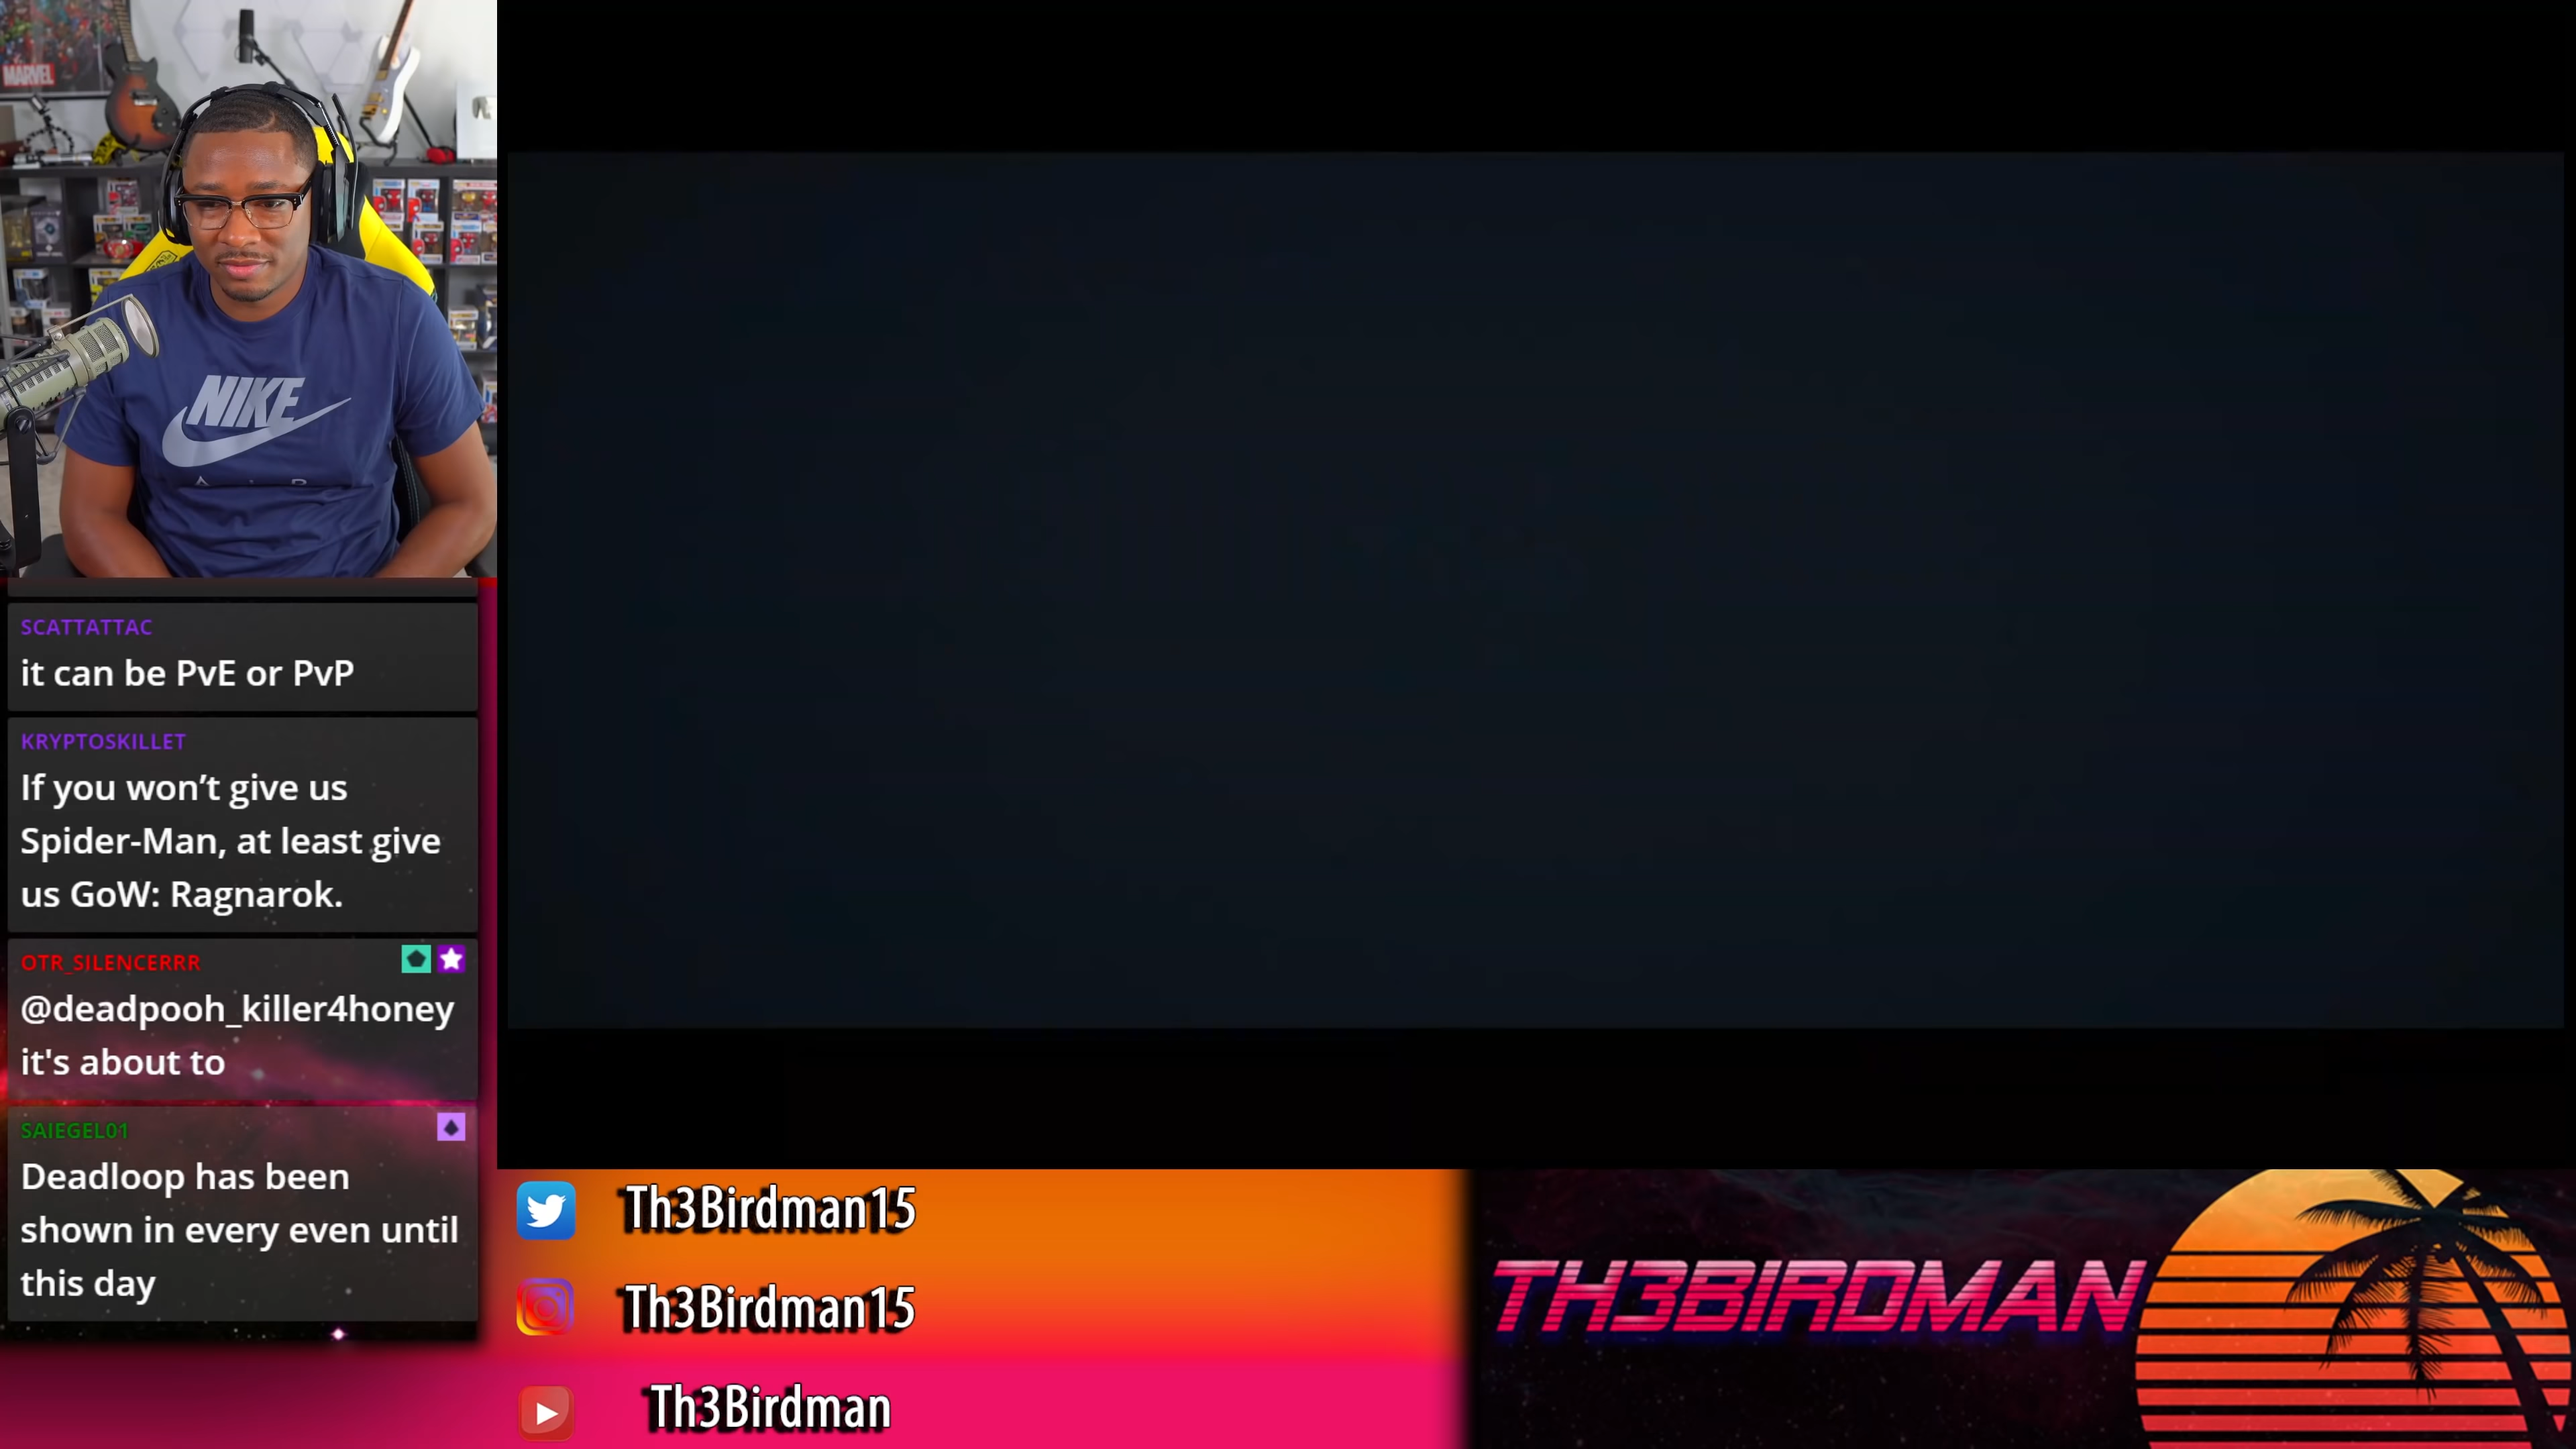 MARVEL
NIKE
AIR
SCATTATTAC
it can be PvE or PvP
KRYPTOSKILLET
If you won’t give us
Spider-Man, at least give
us GoW: Ragnarok.
OTR_SILENCERRR
@deadpooh_killer4honey
it's about to
SAIEGEL01
Deadloop has been
shown in every even until
this day
Th3Birdman15
Th3Birdman15
Th3Birdman
TH3BIRDMAN